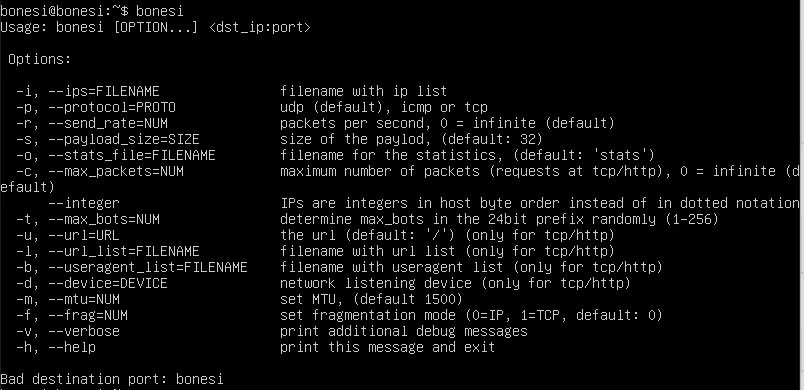 bonesi@bonesi:~$ bonesi
Usage: bonesi [OPTION...] <dst_ip:port>
Options:
-i, --ips=FILENAME filename with ip list
-p, --protocol=PROTO udp (default), icmp or tcp
-r, --send_rate=NUM packets per second, 0 = infinite (default)
-s, --payload_size=SIZE size of the paylod, (default: 32)
-o, --stats_file=FILENAME filename for the statistics, (default: 'stats')
-c, --max_packets=NUM maximum number of packets (requests at tcp/http), 0 = infinite (d
efault)
--integer IPs are integers in host byte order instead of in dotted notation
-t, --max_bots=NUM determine max_bots in the 24bit prefix randomly (1-256)
-u, --url=URL the url (default: '/') (only for tcp/http)
-l, --url_list=FILENAME filename with url list (only for tcp/http)
-b, --useragent_list=FILENAME filename with useragent list (only for tcp/http)
-d, --device=DEVICE network listening device (only for tcp/http)
-m, --mtu=NUM set MTU, (default 1500)
-f, --frag=NUM set fragmentation mode (0=IP, 1=TCP, default: 0)
-v, --verbose print additional debug messages
-h, --help print this message and exit
Bad destination port: bonesi